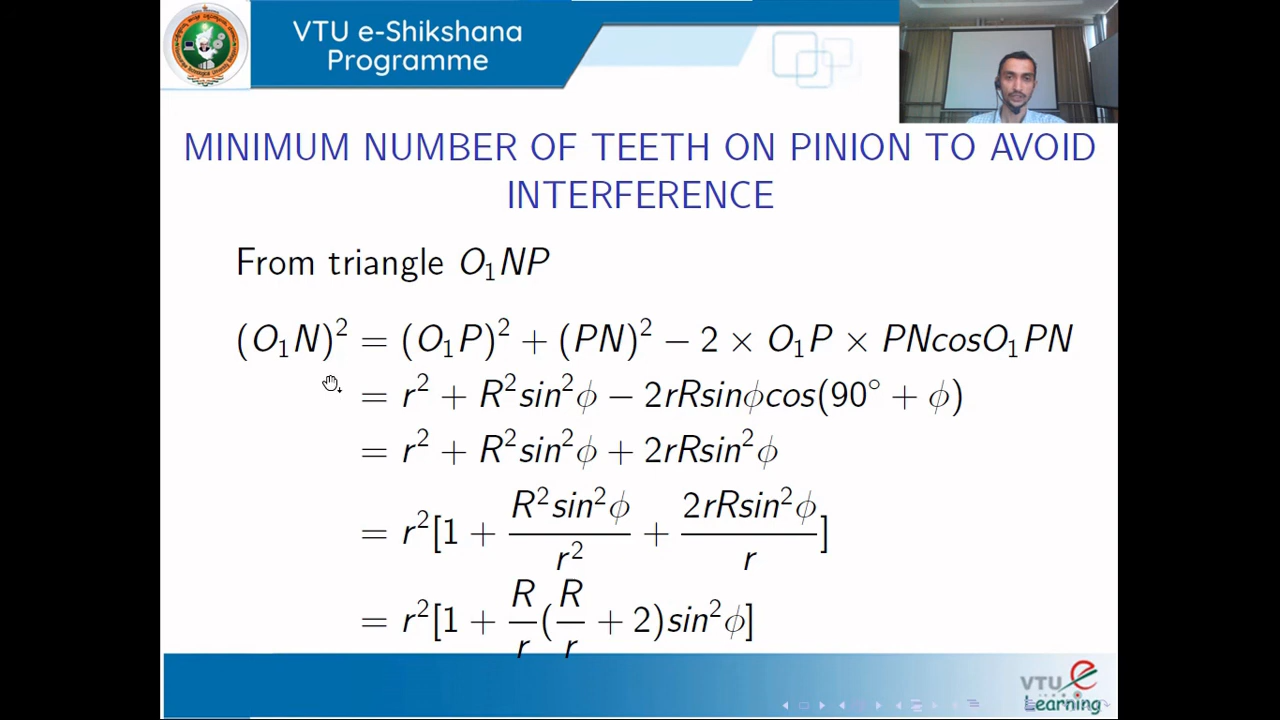 VTU e-Shikshana
Programme
MINIMUM NUMBER OF TEETH ON PINION TO AVOID
INTERFERENCE
From triangle O₁NP
(O₁N)² = (O₁P)² + (PN)² − 2 × O₁P × PNcosO₁PN
= r² + R²sin²ϕ − 2rRsinϕcos(90° + ϕ)
= r² + R²sin²ϕ + 2rRsin²ϕ
= r²[1 + R²sin²ϕ/r² + 2rRsin²ϕ/r]
= r²[1 + R/r(R/r + 2)sin²ϕ]
VTU e
Learning